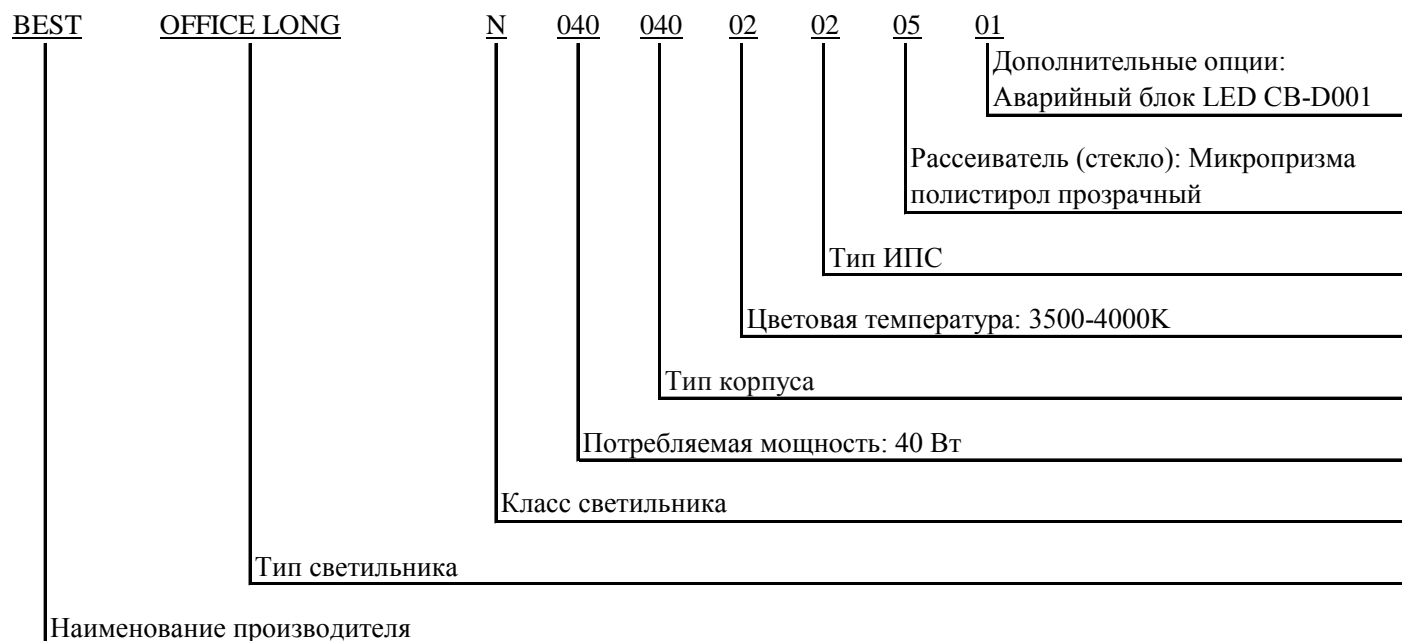 BEST OFFICE LONG N 040 040 02 02 05 01
Дополнительные опции:
Аварийный блок LED CB-D001
Рассеиватель (стекло): Микропризма
полистирол прозрачный
Тип ИПС
Цветовая температура: 3500-4000K
Тип корпуса
Потребляемая мощность: 40 Вт
Класс светильника
Тип светильника
Наименование производителя